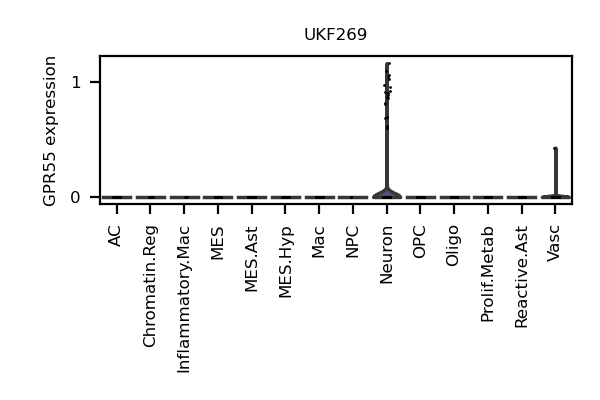 UKF269
GPR55 expression
1
0
AC
Chromatin.Reg
Inflammatory.Mac
MES
MES.Ast
MES.Hyp
Mac
NPC
Neuron
OPC
Oligo
Prolif.Metab
Reactive.Ast
Vasc